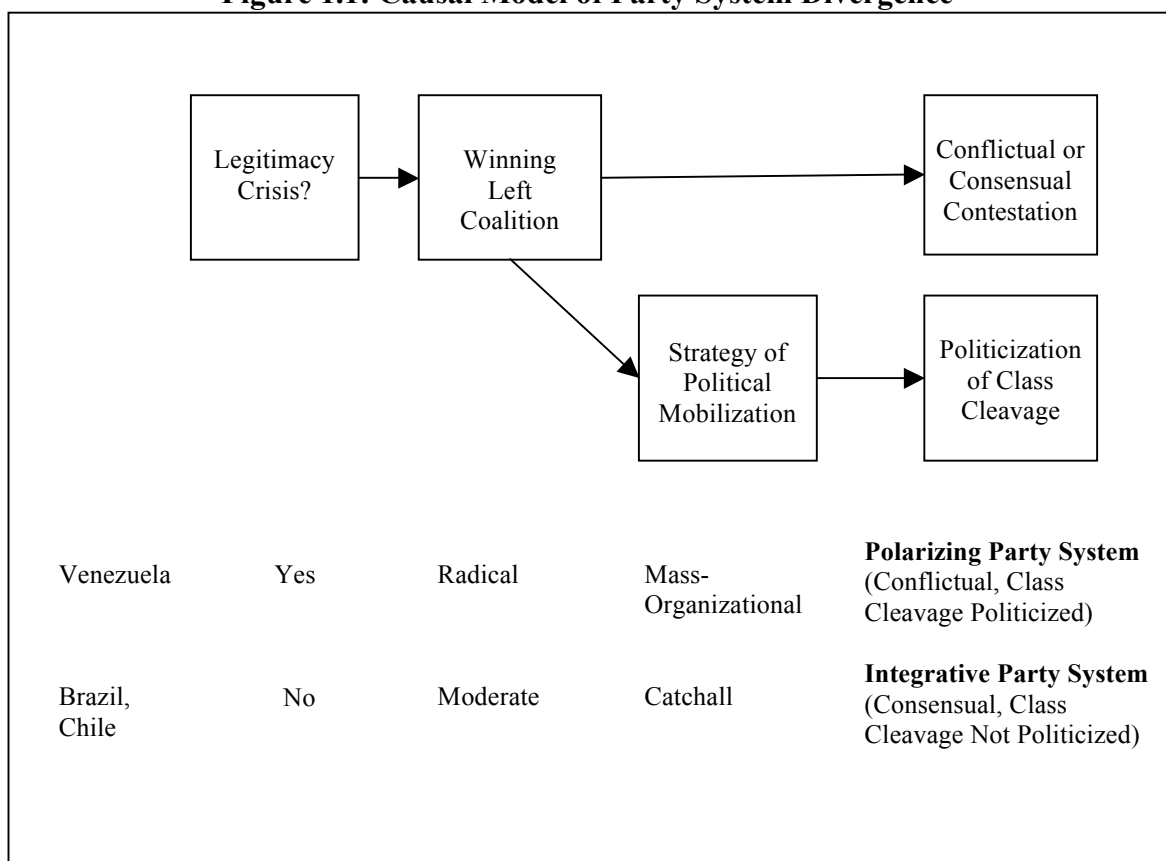 Figure 1.1: Causal Model of Party System Divergence
Legitimacy
Crisis?
Winning
Left
Coalition
Conflictual or
Consensual
Contestation
Strategy of
Political
Mobilization
Politicization
of Class
Cleavage
Venezuela
Yes
Radical
Mass-
Organizational
Polarizing Party System
(Conflictual, Class
Cleavage Politicized)
Brazil,
Chile
No
Moderate
Catchall
Integrative Party System
(Consensual, Class
Cleavage Not Politicized)